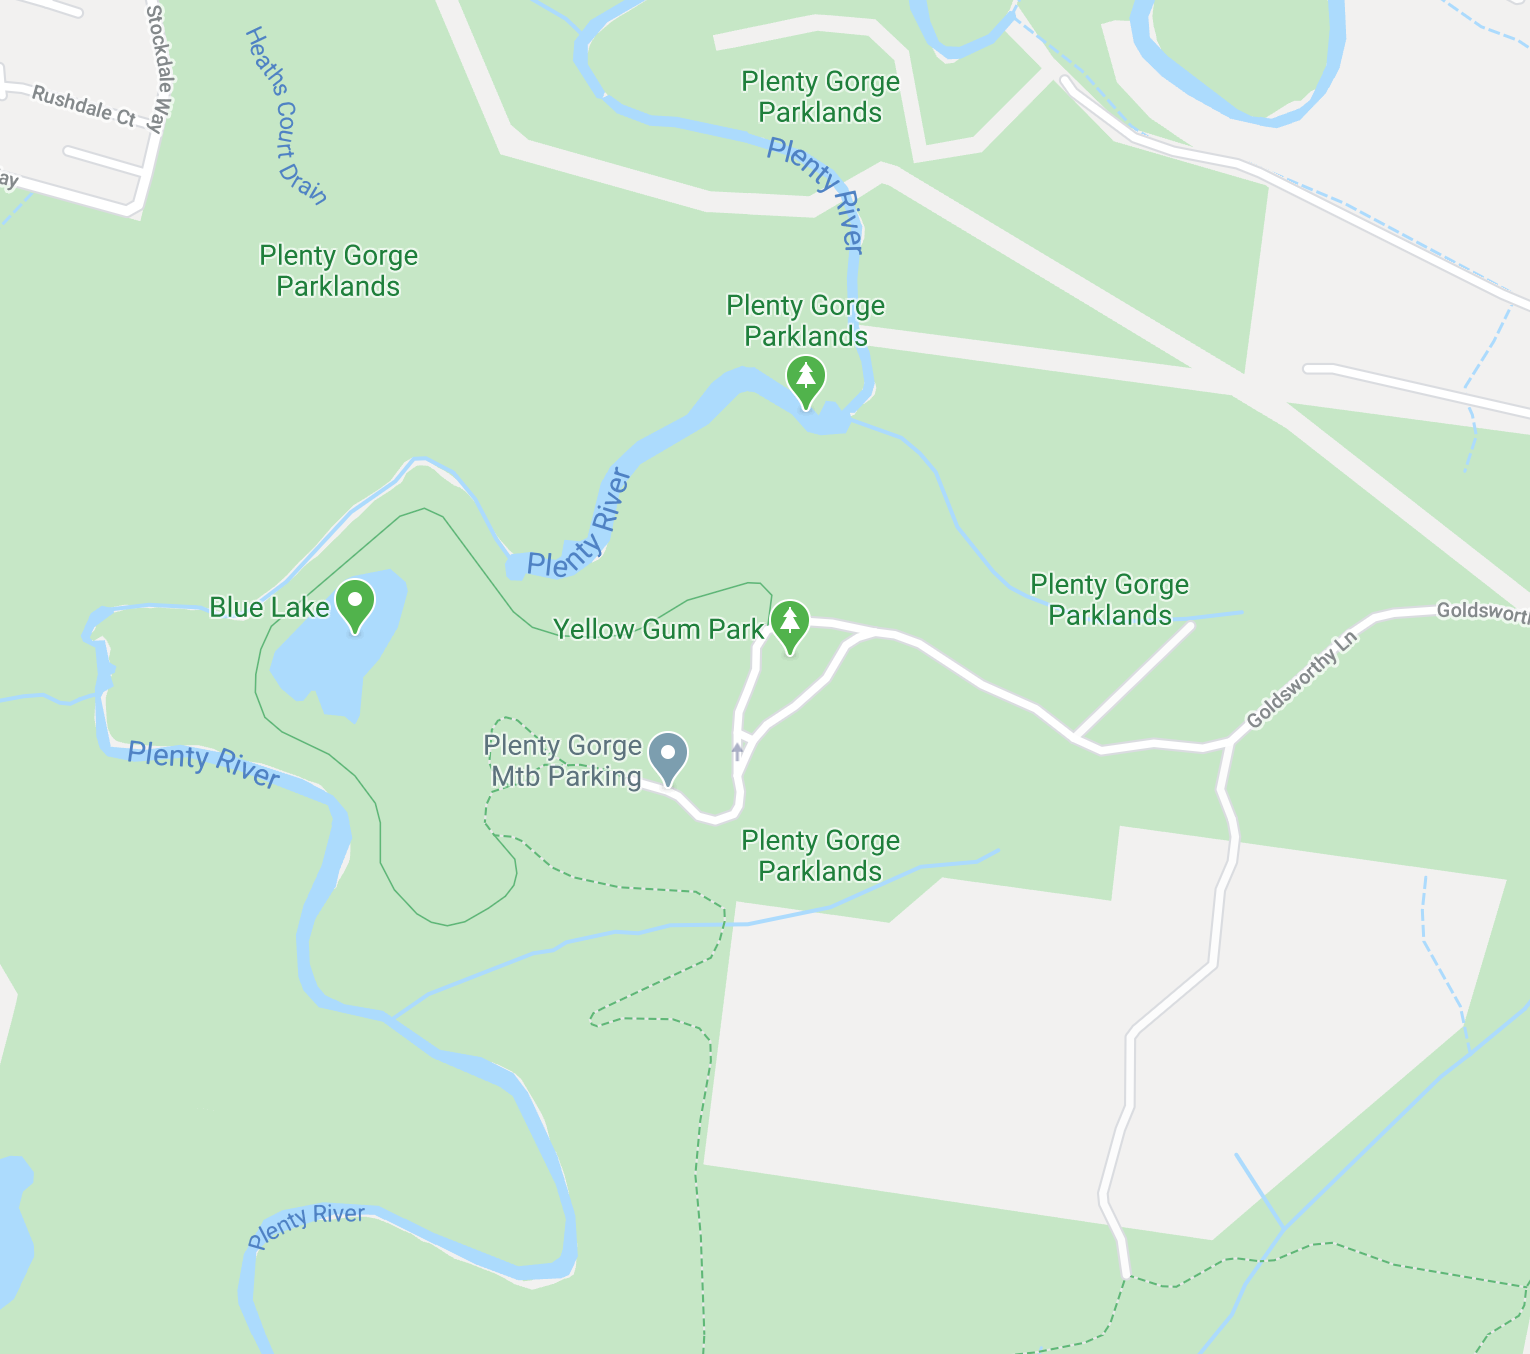 Stockdale Way
Rushdale Ct
ay
Heaths Court Drain
Plenty Gorge
Parklands
Plenty River
Plenty Gorge
Parklands
Plenty Gorge
Parklands
Plenty River
Blue Lake
Yellow Gum Park
Plenty Gorge
Parklands
Goldsworth
Goldsworthy Ln
Plenty River
Plenty Gorge
Mtb Parking
Plenty Gorge
Parklands
Plenty River